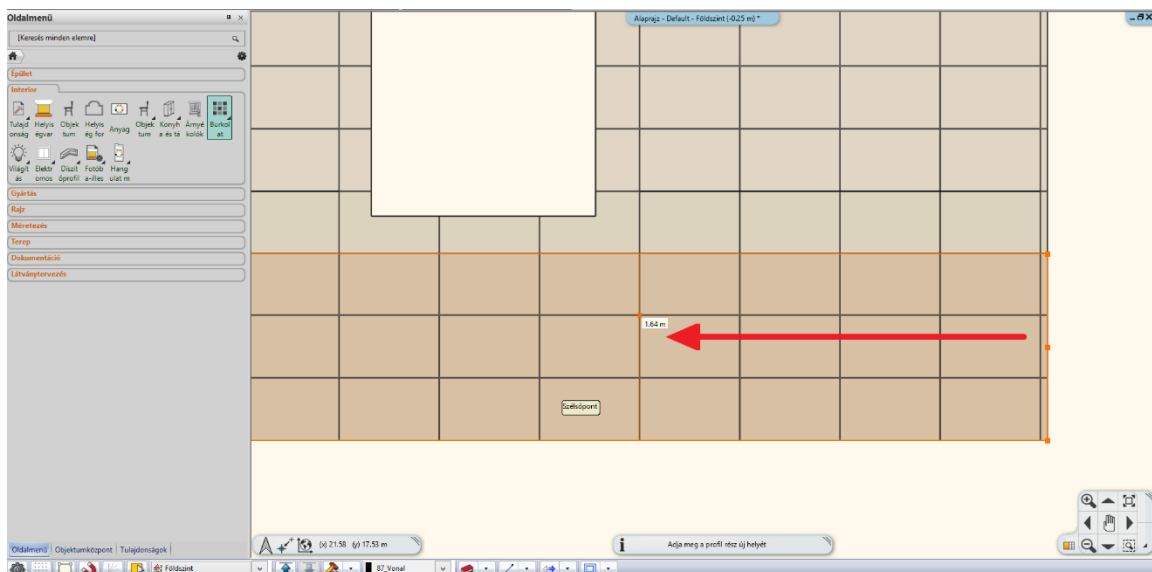 Oldalmenü
[Keresés minden elemre]
Épület
Interior
Tulajd
onság
Helyis
égvar
Objek
tum
Helyis
ég for
Anyag
Objek
tum
Konyh
a és tá
Árnyé
kolók
Burkol
at
Világít
ás
Elektr
omos
Díszít
őprofil
Fotób
a-illes
Hang
ulat m
Gyártás
Rajz
Méretezés
Terep
Dokumentáció
Látványtervezés
Oldalmenü
Objektumközpont
Tulajdonságok
Alaprajz - Default - Földszint (-0.25 m) *
1.64 m
Szélsőpont
(x) 21.58 (y) 17.53 m
Adja meg a profil rész új helyét
Földszint
87_Vonal